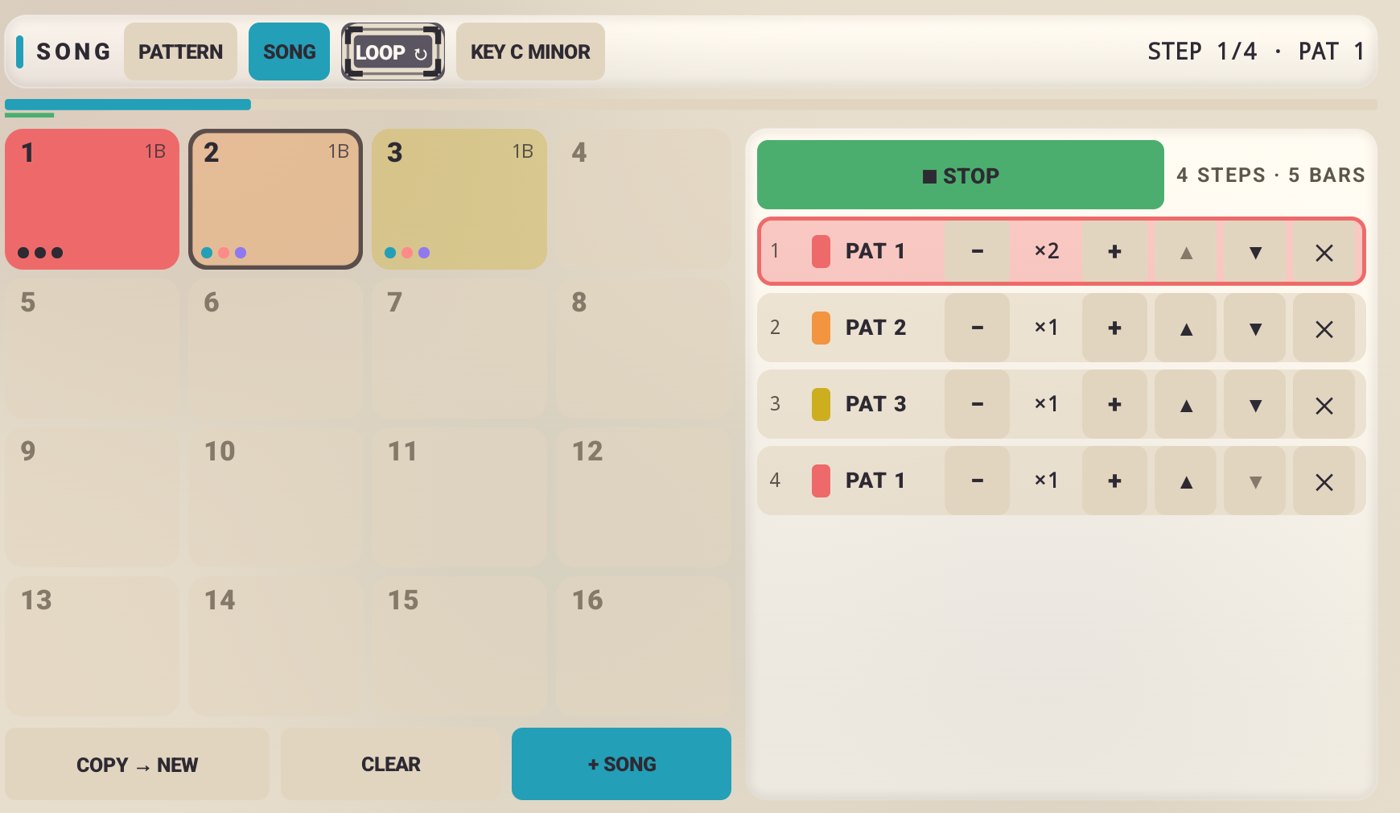 SONG PATTERN SONG LOOP ↻ KEY C MINOR STEP 1/4 · PAT 1
1 1B 2 1B 3 1B 4
5 6 7 8
9 10 11 12
13 14 15 16
COPY → NEW CLEAR + SONG
■ STOP 4 STEPS · 5 BARS
1 PAT 1 − ×2 + ▲ ▼ ×
2 PAT 2 − ×1 + ▲ ▼ ×
3 PAT 3 − ×1 + ▲ ▼ ×
4 PAT 1 − ×1 + ▲ ▼ ×